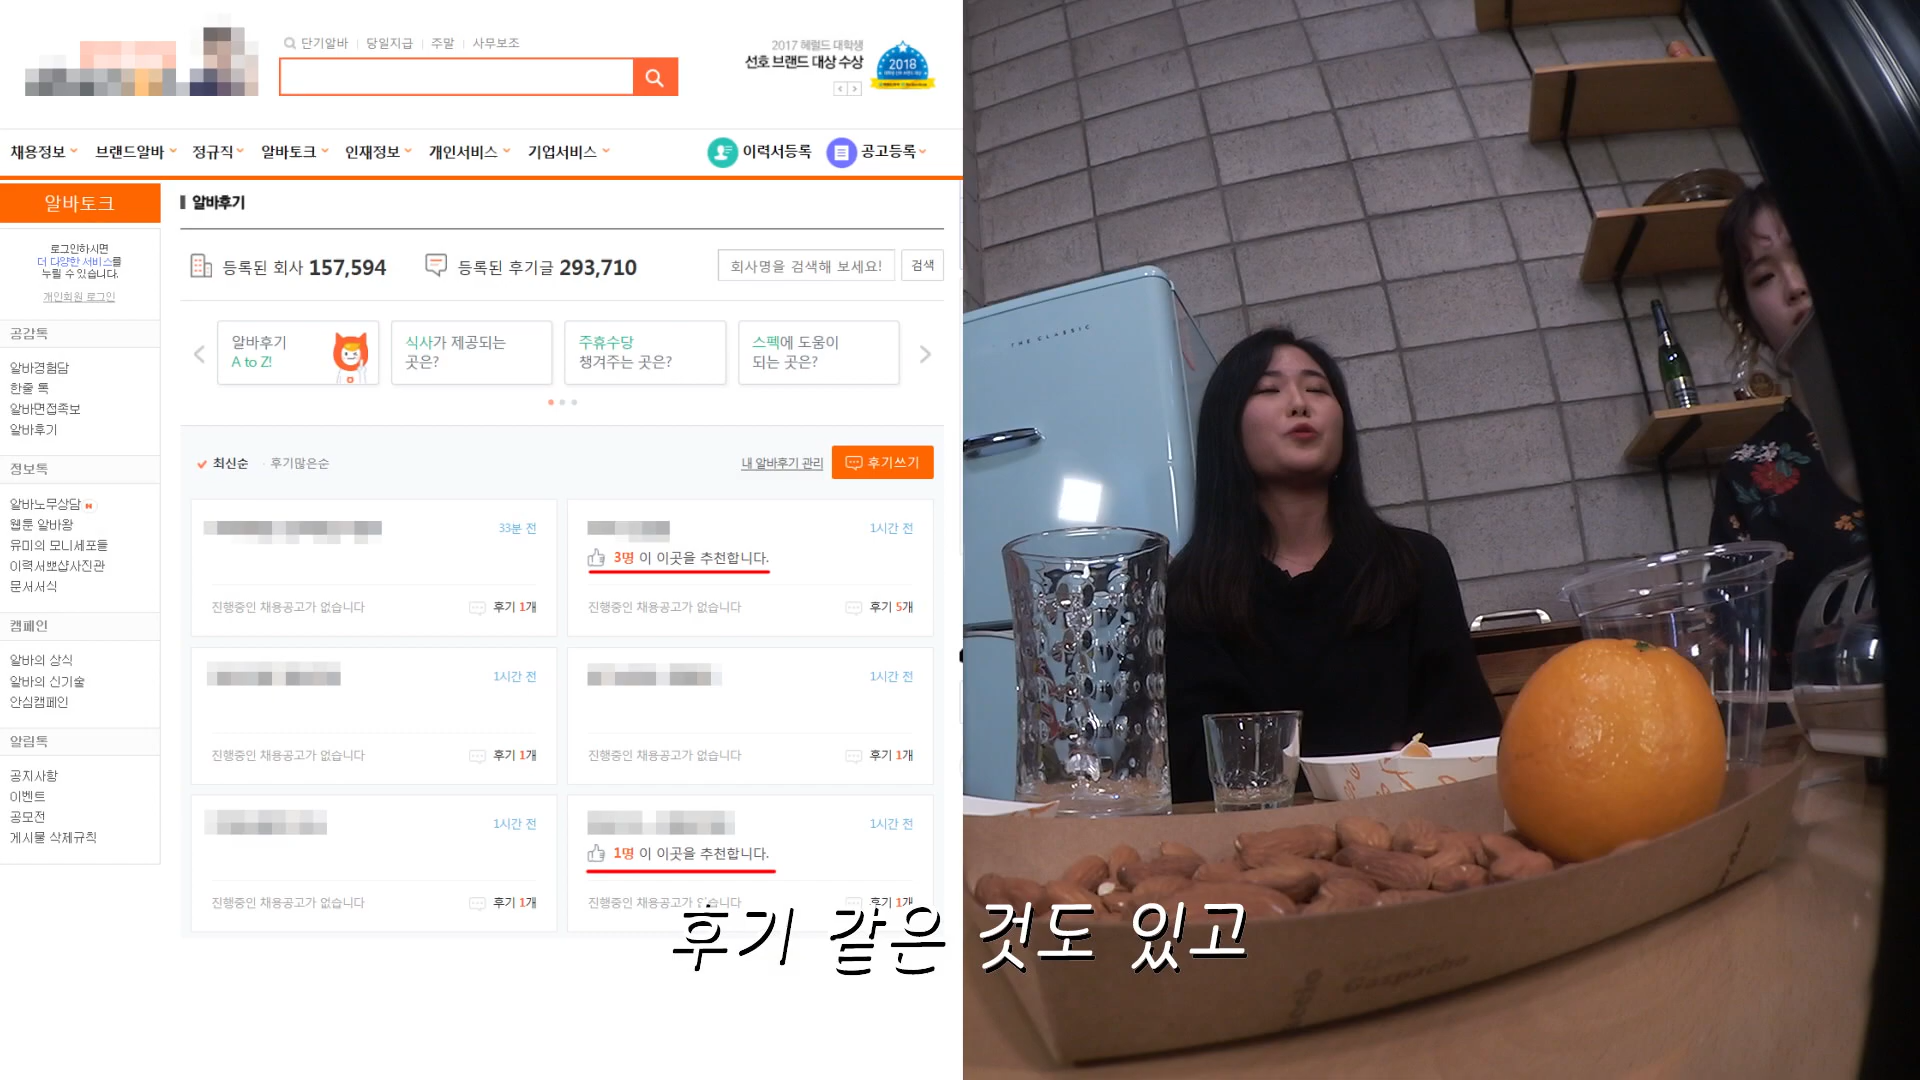 단기알바 당일지급 주말 사무보조
2017 헤럴드 대학생
선호 브랜드 대상 수상
2018
채용정보 브랜드알바 정규직 알바토크 인재정보 개인서비스 기업서비스 이력서등록 공고등록
알바토크
로그인하시면
더 다양한 서비스를
누릴 수 있습니다.
개인회원 로그인
공감톡
알바경험담
한줄 톡
알바면접족보
알바후기
정보톡
알바노무상담
웹툰 알바왕
유미의 모니세포들
이력서뽀샵사진관
문서서식
캠페인
알바의 상식
알바의 신기술
안심캠페인
알림톡
공지사항
이벤트
공모전
게시물 삭제규칙
알바후기
등록된 회사 157,594 등록된 후기글 293,710 회사명을 검색해 보세요! 검색
알바후기
A to Z!
식사가 제공되는
곳은?
주휴수당
챙겨주는 곳은?
스펙에 도움이
되는 곳은?
최신순 후기많은순 내 알바후기 관리 후기쓰기
33분 전
진행중인 채용공고가 없습니다 후기 1개
1시간 전
3명 이 이곳을 추천합니다.
진행중인 채용공고가 없습니다 후기 5개
1시간 전
진행중인 채용공고가 없습니다 후기 1개
1시간 전
진행중인 채용공고가 없습니다 후기 1개
1시간 전
진행중인 채용공고가 없습니다 후기 1개
1시간 전
1명 이 이곳을 추천합니다.
진행중인 채용공고가 없습니다 후기 1개
THE CLASSIC
Gaspacho
후기 같은 것도 있고